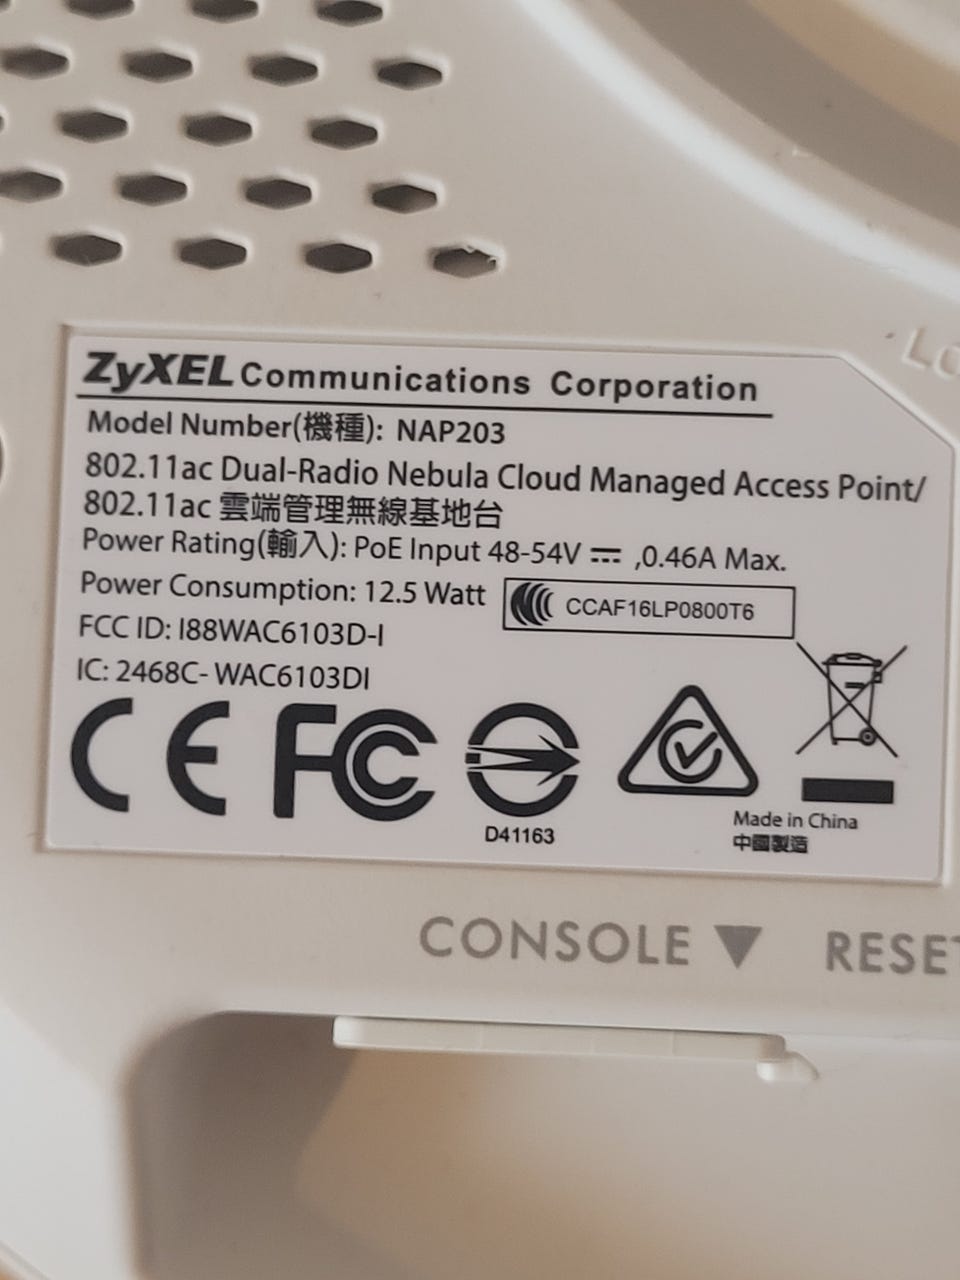 ZyXEL Communications Corporation
Model Number(機種): NAP203
802.11ac Dual-Radio Nebula Cloud Managed Access Point/
802.11ac 雲端管理無線基地台
Power Rating(輸入): PoE Input 48-54V ⎓ ,0.46A Max.
Power Consumption: 12.5 Watt
CCAF16LP0800T6
FCC ID: I88WAC6103D-I
IC: 2468C- WAC6103DI
CE FC
D41163
Made in China
中國製造
CONSOLE ▼ RESET